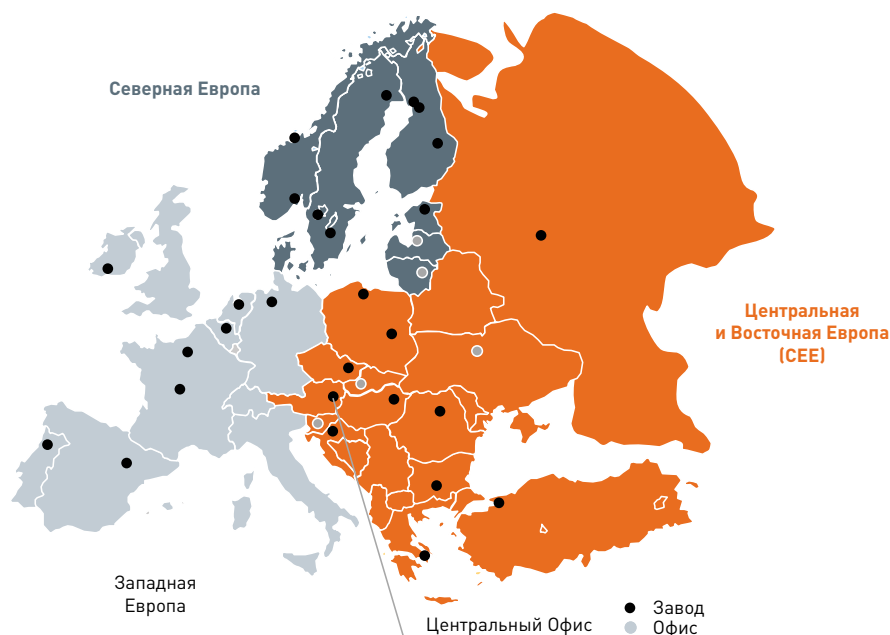 Северная Европа
Центральная
и Восточная Европа
(CEE)
Западная
Европа
Центральный Офис
Завод
Офис